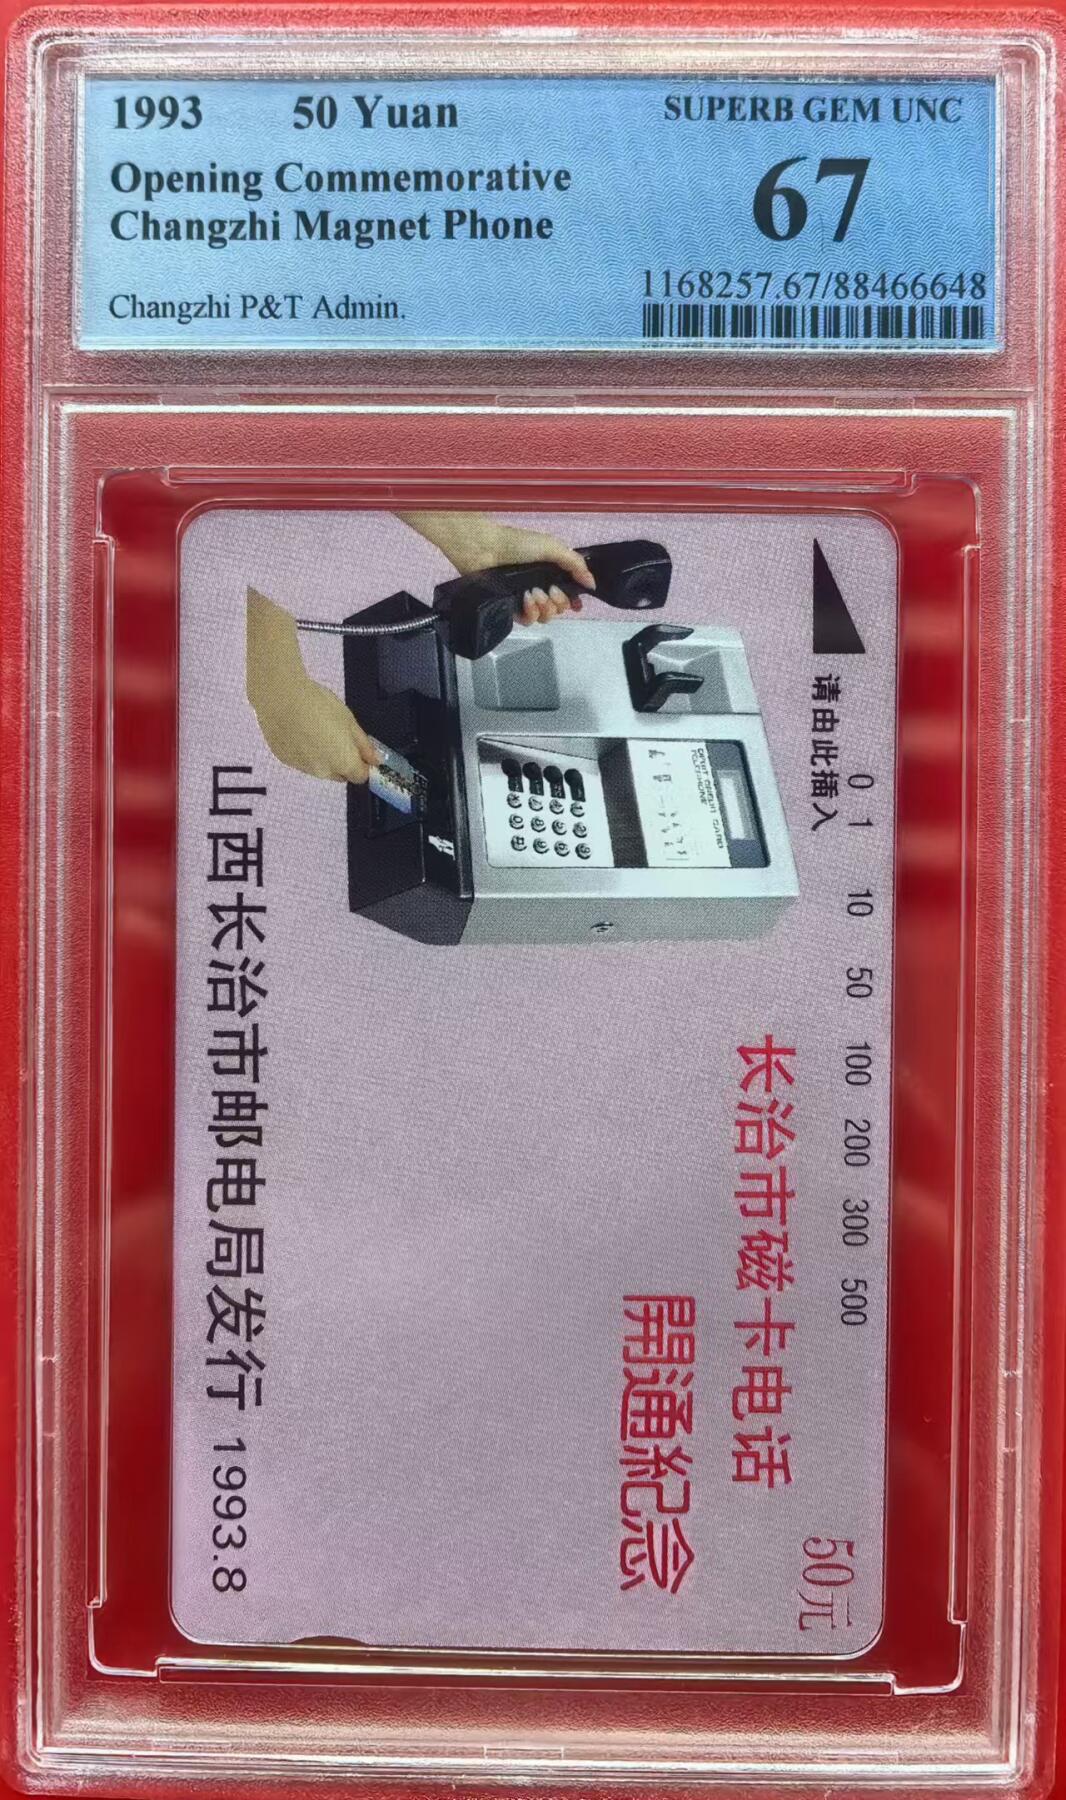 1993 50 Yuan SUPERB GEM UNC
67
Opening Commemorative
Changzhi Magnet Phone
Changzhi P&T Admin.
1168257.67/88466648
请由此插入
0 1 10 50 100 200 300 500
50元
长治市磁卡电话
開通紀念
山西长治市邮电局发行 1993.8